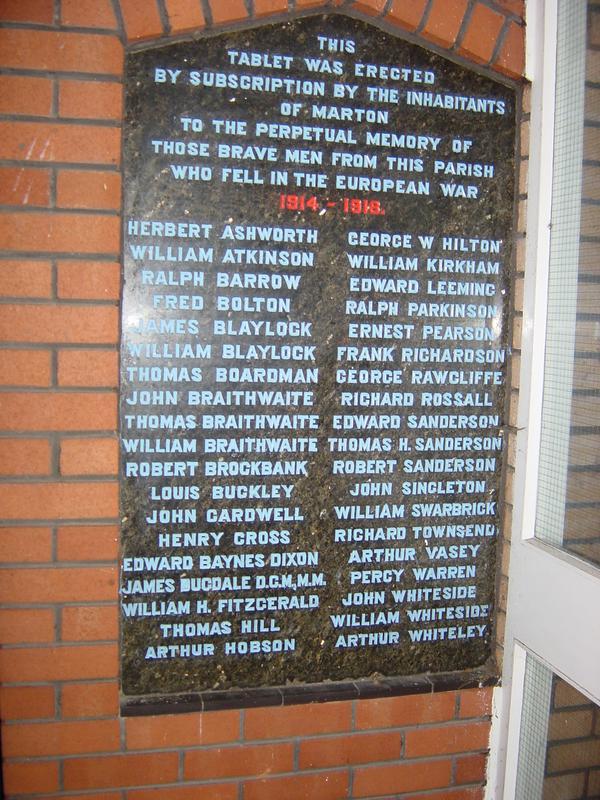 THIS
TABLET WAS ERECTED
BY SUBSCRIPTION BY THE INHABITANTS
OF MARTON
TO THE PERPETUAL MEMORY OF
THOSE BRAVE MEN FROM THIS PARISH
WHO FELL IN THE EUROPEAN WAR
1914 - 1918.
HERBERT ASHWORTH
WILLIAM ATKINSON
RALPH BARROW
FRED BOLTON
JAMES BLAYLOCK
WILLIAM BLAYLOCK
THOMAS BOARDMAN
JOHN BRAITHWAITE
THOMAS BRAITHWAITE
WILLIAM BRAITHWAITE
ROBERT BROCKBANK
LOUIS BUCKLEY
JOHN CARDWELL
HENRY CROSS
EDWARD BAYNES DIXON
JAMES DUGDALE D.C.M, M.M.
WILLIAM H. FITZGERALD
THOMAS HILL
ARTHUR HOBSON
GEORGE W HILTON
WILLIAM KIRKHAM
EDWARD LEEMING
RALPH PARKINSON
ERNEST PEARSON
FRANK RICHARDSON
GEORGE RAWCLIFFE
RICHARD ROSSALL
EDWARD SANDERSON
THOMAS H. SANDERSON
ROBERT SANDERSON
JOHN SINGLETON
WILLIAM SWARBRICK
RICHARD TOWNSEND
ARTHUR VASEY
PERCY WARREN
JOHN WHITESIDE
WILLIAM WHITESIDE
ARTHUR WHITELEY